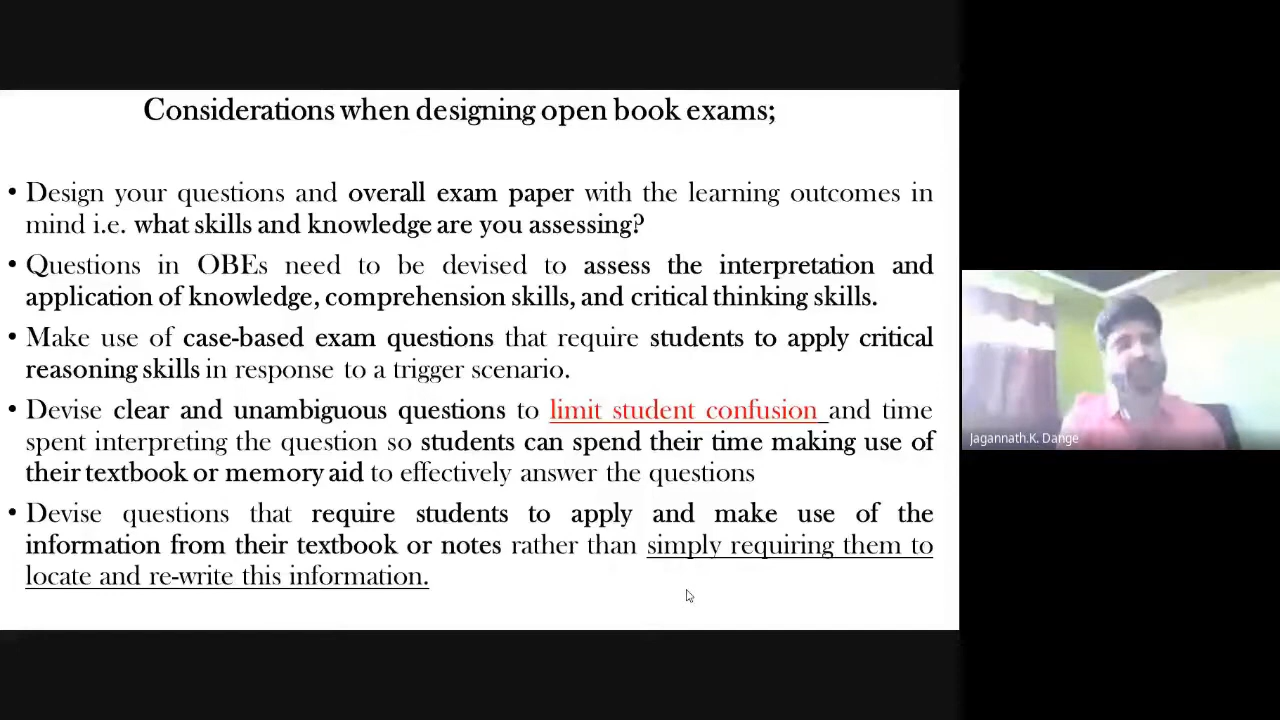 Considerations when designing open book exams;
• Design your questions and overall exam paper with the learning outcomes in
mind i.e. what skills and knowledge are you assessing?
• Questions in OBEs need to be devised to assess the interpretation and
application of knowledge, comprehension skills, and critical thinking skills.
• Make use of case-based exam questions that require students to apply critical
reasoning skills in response to a trigger scenario.
• Devise clear and unambiguous questions to limit student confusion and time
spent interpreting the question so students can spend their time making use of
their textbook or memory aid to effectively answer the questions
• Devise questions that require students to apply and make use of the
information from their textbook or notes rather than simply requiring them to
locate and re-write this information.
Jagannath.K. Dange